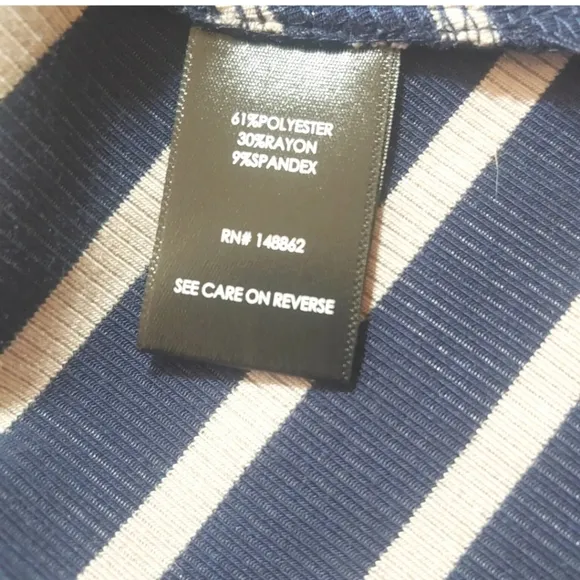 61%POLYESTER
30%RAYON
9%SPANDEX
RN# 148862
SEE CARE ON REVERSE